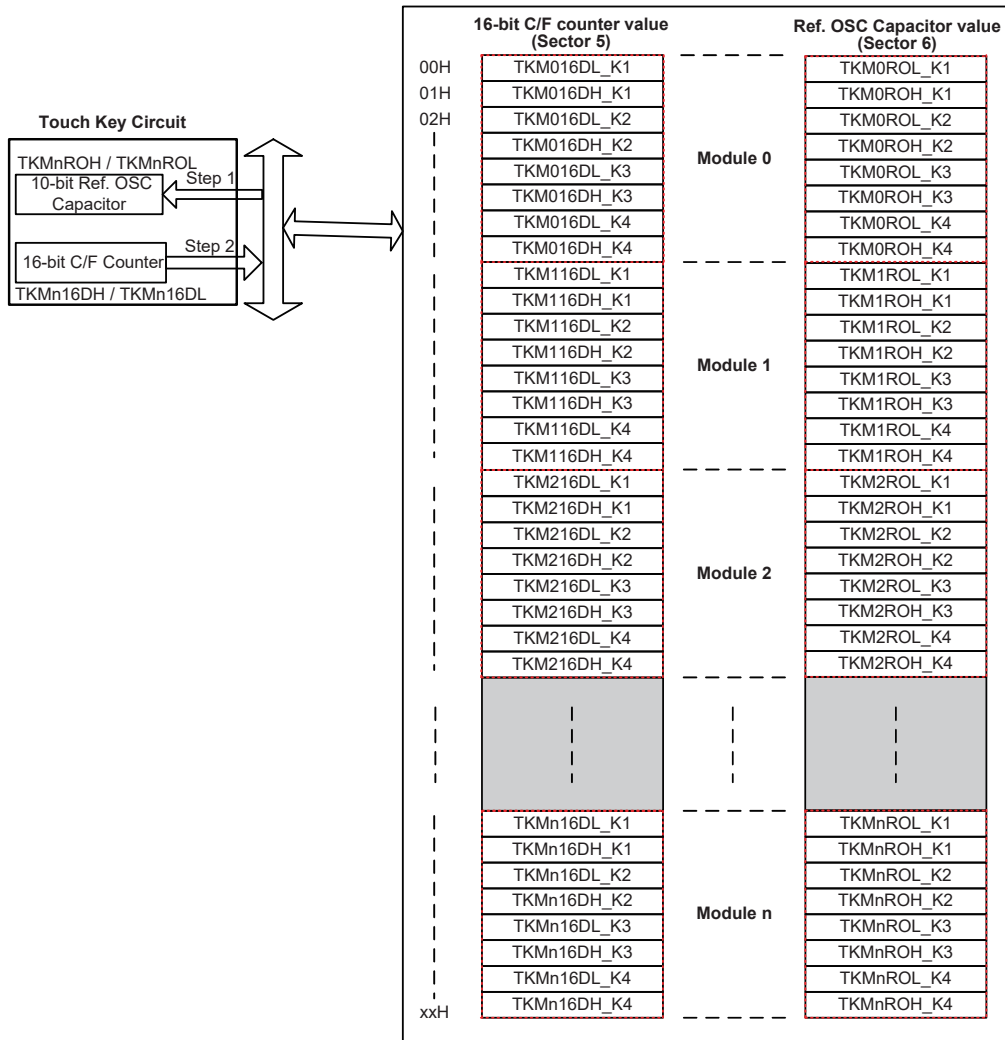 16-bit C/F counter value
(Sector 5)
Ref. OSC Capacitor value
(Sector 6)
Touch Key Circuit
TKMnROH / TKMnROL
10-bit Ref. OSC
Capacitor
Step 1
16-bit C/F Counter
Step 2
TKMn16DH / TKMn16DL
00H
01H
02H
xxH
TKM016DL_K1
TKM016DH_K1
TKM016DL_K2
TKM016DH_K2
TKM016DL_K3
TKM016DH_K3
TKM016DL_K4
TKM016DH_K4
TKM116DL_K1
TKM116DH_K1
TKM116DL_K2
TKM116DH_K2
TKM116DL_K3
TKM116DH_K3
TKM116DL_K4
TKM116DH_K4
TKM216DL_K1
TKM216DH_K1
TKM216DL_K2
TKM216DH_K2
TKM216DL_K3
TKM216DH_K3
TKM216DL_K4
TKM216DH_K4
TKMn16DL_K1
TKMn16DH_K1
TKMn16DL_K2
TKMn16DH_K2
TKMn16DL_K3
TKMn16DH_K3
TKMn16DL_K4
TKMn16DH_K4
Module 0
Module 1
Module 2
Module n
TKM0ROL_K1
TKM0ROH_K1
TKM0ROL_K2
TKM0ROH_K2
TKM0ROL_K3
TKM0ROH_K3
TKM0ROL_K4
TKM0ROH_K4
TKM1ROL_K1
TKM1ROH_K1
TKM1ROL_K2
TKM1ROH_K2
TKM1ROL_K3
TKM1ROH_K3
TKM1ROL_K4
TKM1ROH_K4
TKM2ROL_K1
TKM2ROH_K1
TKM2ROL_K2
TKM2ROH_K2
TKM2ROL_K3
TKM2ROH_K3
TKM2ROL_K4
TKM2ROH_K4
TKMnROL_K1
TKMnROH_K1
TKMnROL_K2
TKMnROH_K2
TKMnROL_K3
TKMnROH_K3
TKMnROL_K4
TKMnROH_K4